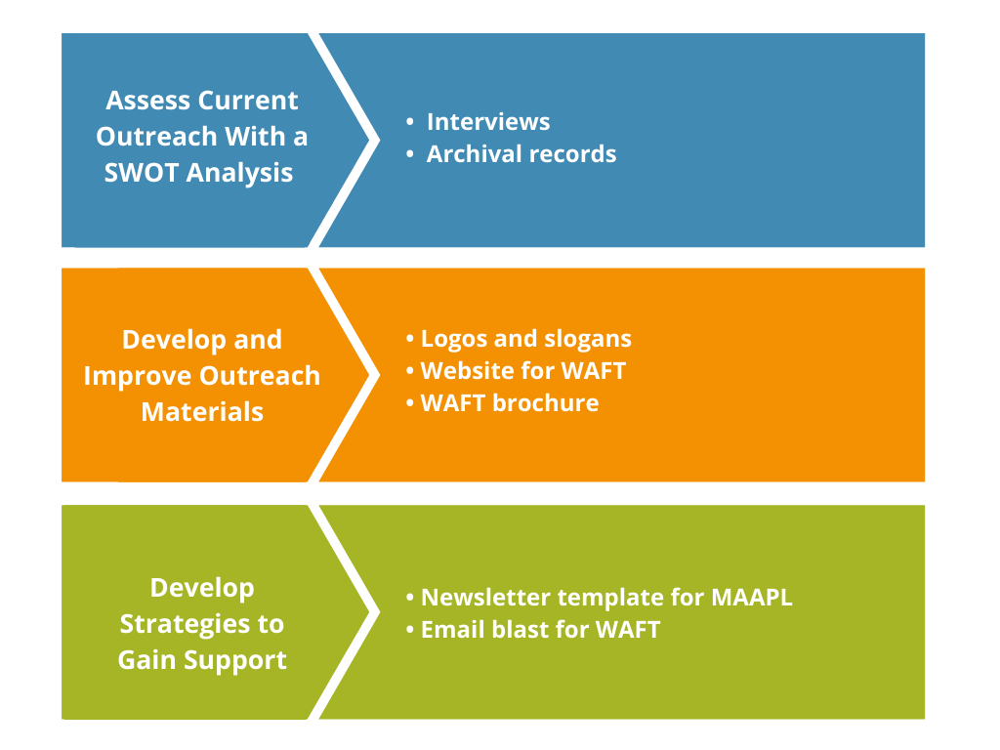 Assess Current
Outreach With a
SWOT Analysis
• Interviews
• Archival records
Develop and
Improve Outreach
Materials
• Logos and slogans
• Website for WAFT
• WAFT brochure
Develop
Strategies to
Gain Support
• Newsletter template for MAAPL
• Email blast for WAFT